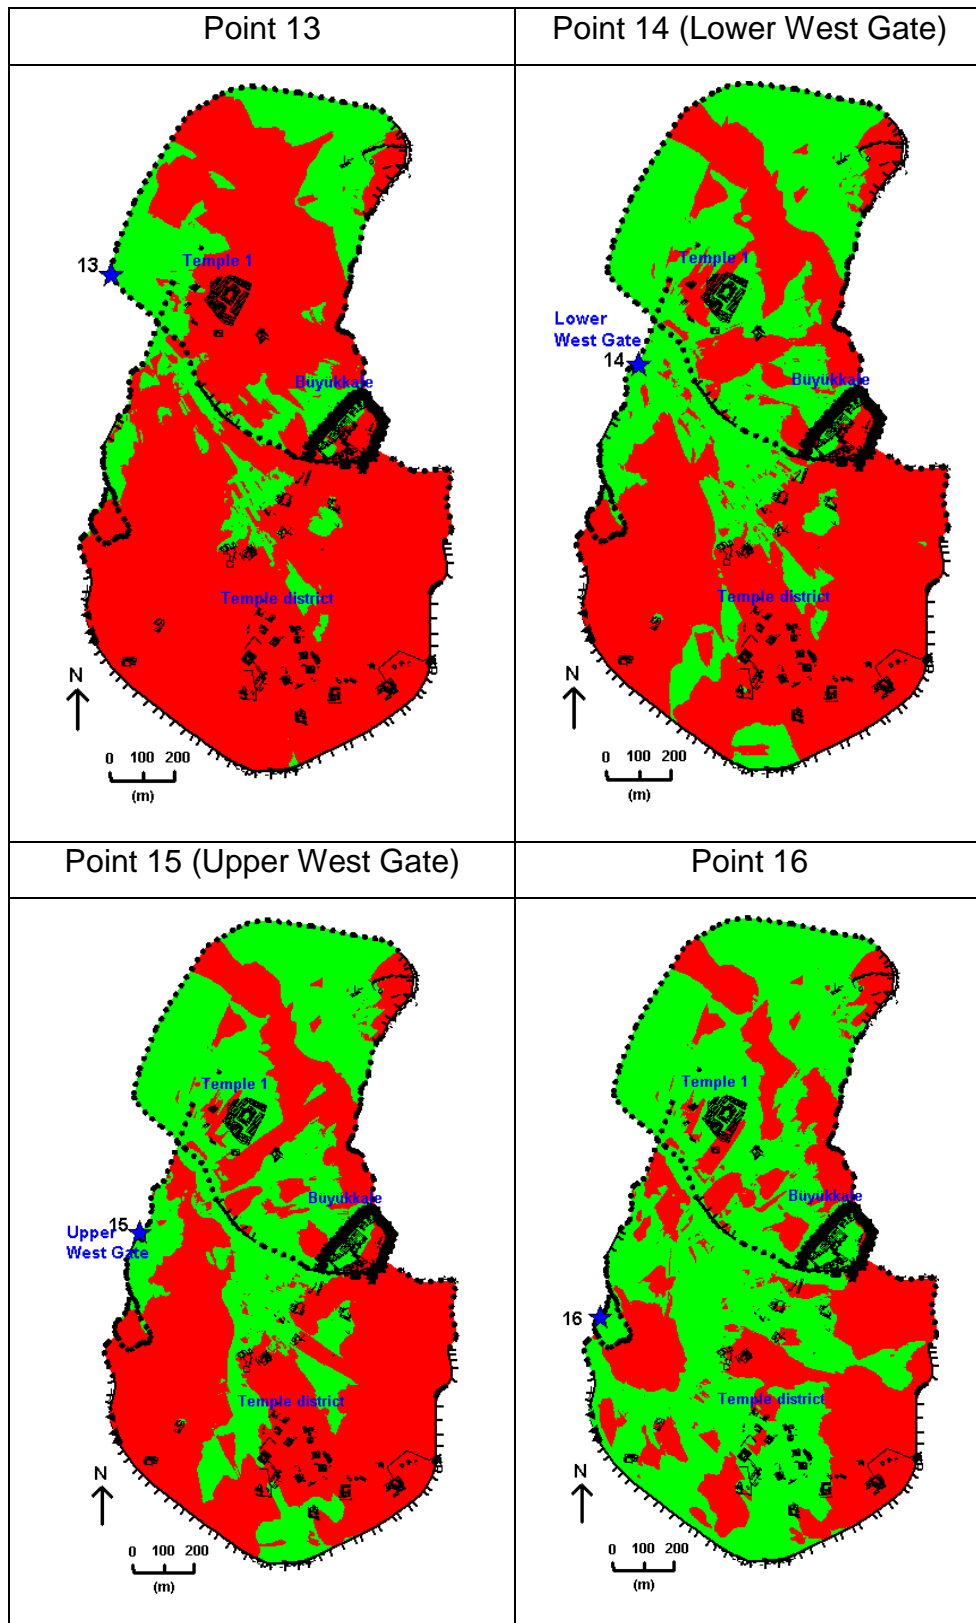 Point 13
Point 14 (Lower West Gate)
13
Temple 1
Büyükkale
Temple district
N
0 100 200
(m)
Temple 1
Lower
West Gate
14
Büyükkale
Temple district
N
0 100 200
(m)
Point 15 (Upper West Gate)
Point 16
Temple 1
15
Upper
West Gate
Büyükkale
Temple district
N
0 100 200
(m)
Temple 1
Büyükkale
16
Temple district
N
0 100 200
(m)